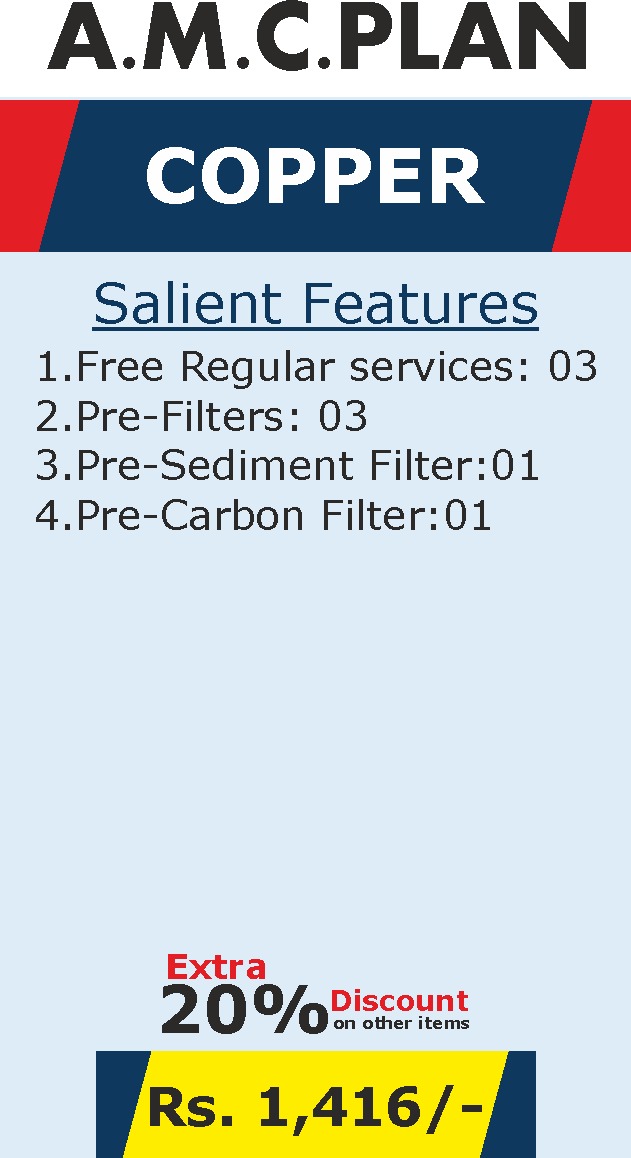 A.M.C.PLAN
COPPER
Salient Features
1.Free Regular services: 03
2.Pre-Filters: 03
3.Pre-Sediment Filter:01
4.Pre-Carbon Filter:01
Extra
20% Discount
on other items
Rs. 1,416/-